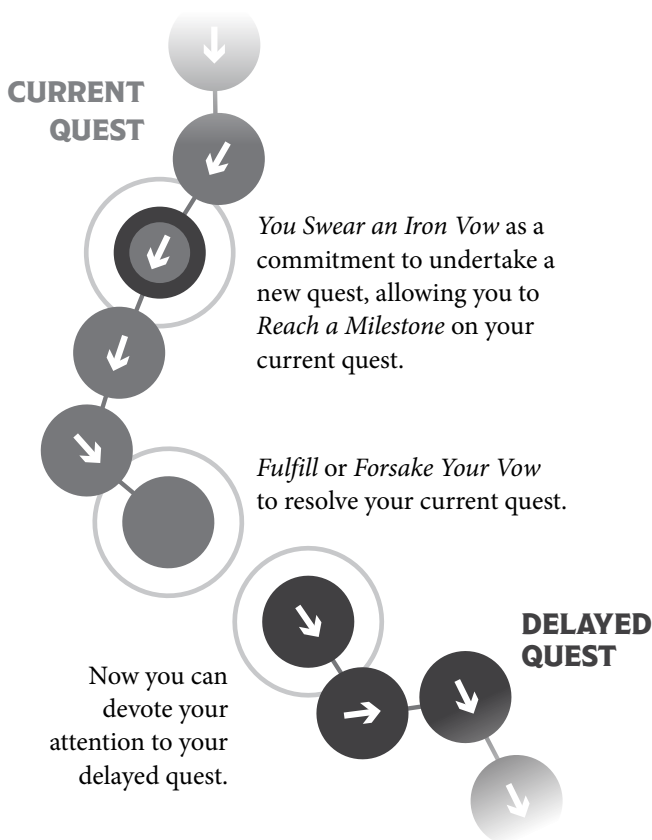 CURRENT
QUEST
You Swear an Iron Vow as a
commitment to undertake a
new quest, allowing you to
Reach a Milestone on your
current quest.
Fulfill or Forsake Your Vow
to resolve your current quest.
DELAYED
QUEST
Now you can
devote your
attention to your
delayed quest.